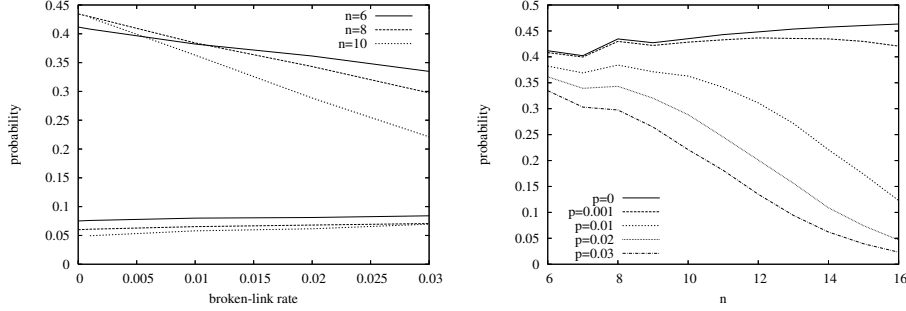 0.45
0.4
0.35
0.3
0.25
0.2
0.15
0.1
0.05
0
probability
n=6
n=8
n=10
0 0.005 0.01 0.015 0.02 0.025 0.03
broken-link rate
0.5
0.45
0.4
0.35
0.3
0.25
0.2
0.15
0.1
0.05
0
probability
p=0
p=0.001
p=0.01
p=0.02
p=0.03
6 8 10 12 14 16
n